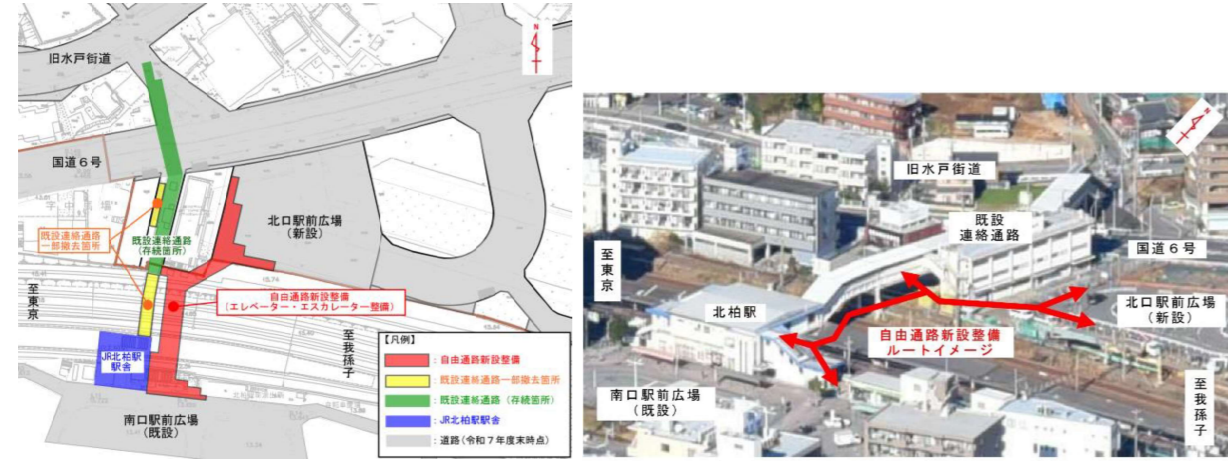 旧水戸街道
N
国道6号
北口駅前広場
(新設)
既設連絡通路
一部撤去箇所
既設連絡通路
(存続箇所)
至東京
自由通路新設整備
(エレベーター・エスカレーター整備)
至我孫子
JR北柏駅
駅舎
南口駅前広場
(既設)
【凡例】
:自由通路新設整備
:既設連絡通路一部撤去箇所
:既設連絡通路(存続箇所)
:JR北柏駅駅舎
:道路(令和7年度末時点)
N
旧水戸街道
既設
連絡通路
国道6号
至東京
北柏駅
北口駅前広場
(新設)
自由通路新設整備
ルートイメージ
南口駅前広場
(既設)
至我孫子